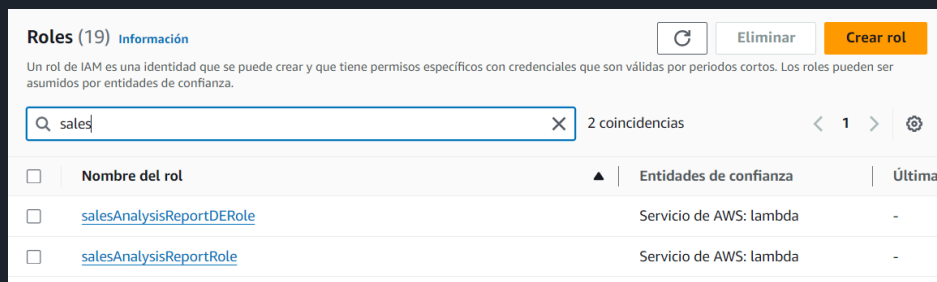 Roles (19) Información
Eliminar
Crear rol
Un rol de IAM es una identidad que se puede crear y que tiene permisos específicos con credenciales que son válidas por periodos cortos. Los roles pueden ser
asumidos por entidades de confianza.
sales
2 coincidencias
1
Nombre del rol
Entidades de confianza
Última
salesAnalysisReportDERole
Servicio de AWS: lambda
-
salesAnalysisReportRole
Servicio de AWS: lambda
-